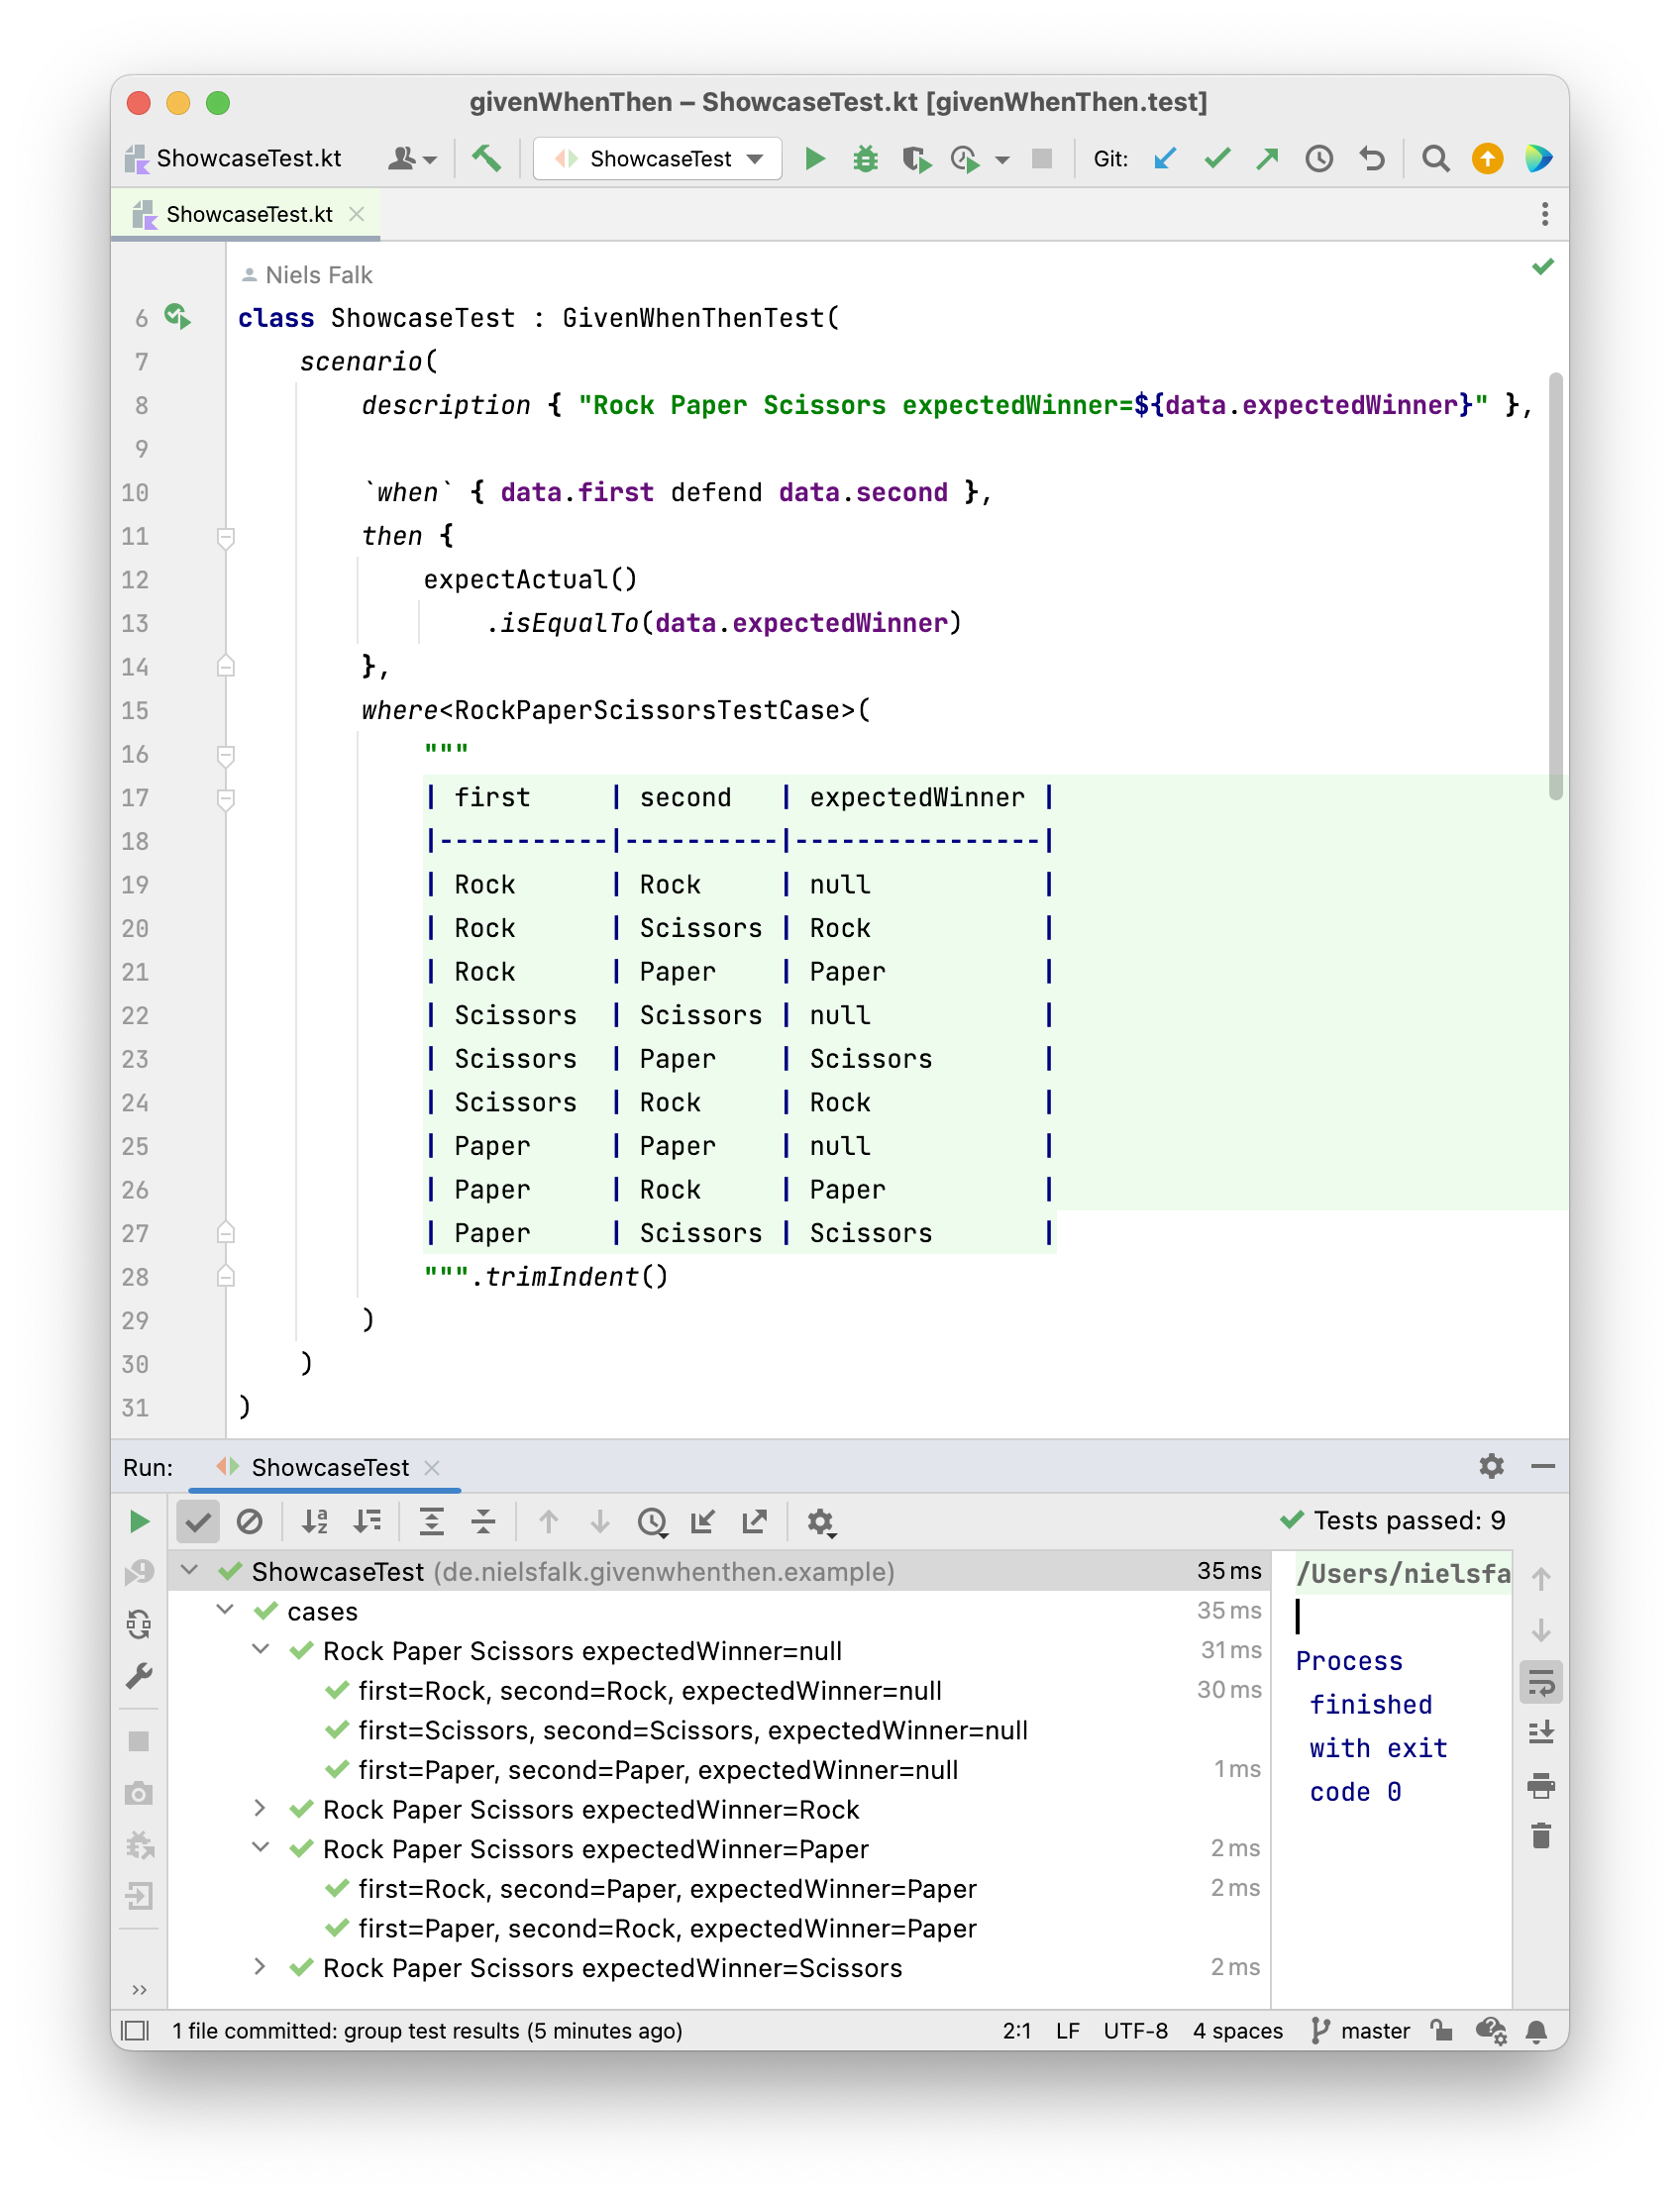 givenWhenThen – ShowcaseTest.kt [givenWhenThen.test]
ShowcaseTest.kt ShowcaseTest Git:
ShowcaseTest.kt
Niels Falk
6 class ShowcaseTest : GivenWhenThenTest(
7 scenario(
8 description { "Rock Paper Scissors expectedWinner=${data.expectedWinner}" },
9
10 `when` { data.first defend data.second },
11 then {
12 expectActual()
13 .isEqualTo(data.expectedWinner)
14 },
15 where<RockPaperScissorsTestCase>(
16 """
17 | first | second | expectedWinner |
18 |-----------|----------|----------------|
19 | Rock | Rock | null |
20 | Rock | Scissors | Rock |
21 | Rock | Paper | Paper |
22 | Scissors | Scissors | null |
23 | Scissors | Paper | Scissors |
24 | Scissors | Rock | Rock |
25 | Paper | Paper | null |
26 | Paper | Rock | Paper |
27 | Paper | Scissors | Scissors |
28 """.trimIndent()
29 )
30 )
31 )
Run: ShowcaseTest
Tests passed: 9
ShowcaseTest (de.nielsfalk.givenwhenthen.example) 35 ms
cases 35 ms
Rock Paper Scissors expectedWinner=null 31 ms
first=Rock, second=Rock, expectedWinner=null 30 ms
first=Scissors, second=Scissors, expectedWinner=null
first=Paper, second=Paper, expectedWinner=null 1 ms
Rock Paper Scissors expectedWinner=Rock
Rock Paper Scissors expectedWinner=Paper 2 ms
first=Rock, second=Paper, expectedWinner=Paper 2 ms
first=Paper, second=Rock, expectedWinner=Paper
Rock Paper Scissors expectedWinner=Scissors 2 ms
/Users/nielsfa
Process
finished
with exit
code 0
1 file committed: group test results (5 minutes ago) 2:1 LF UTF-8 4 spaces master